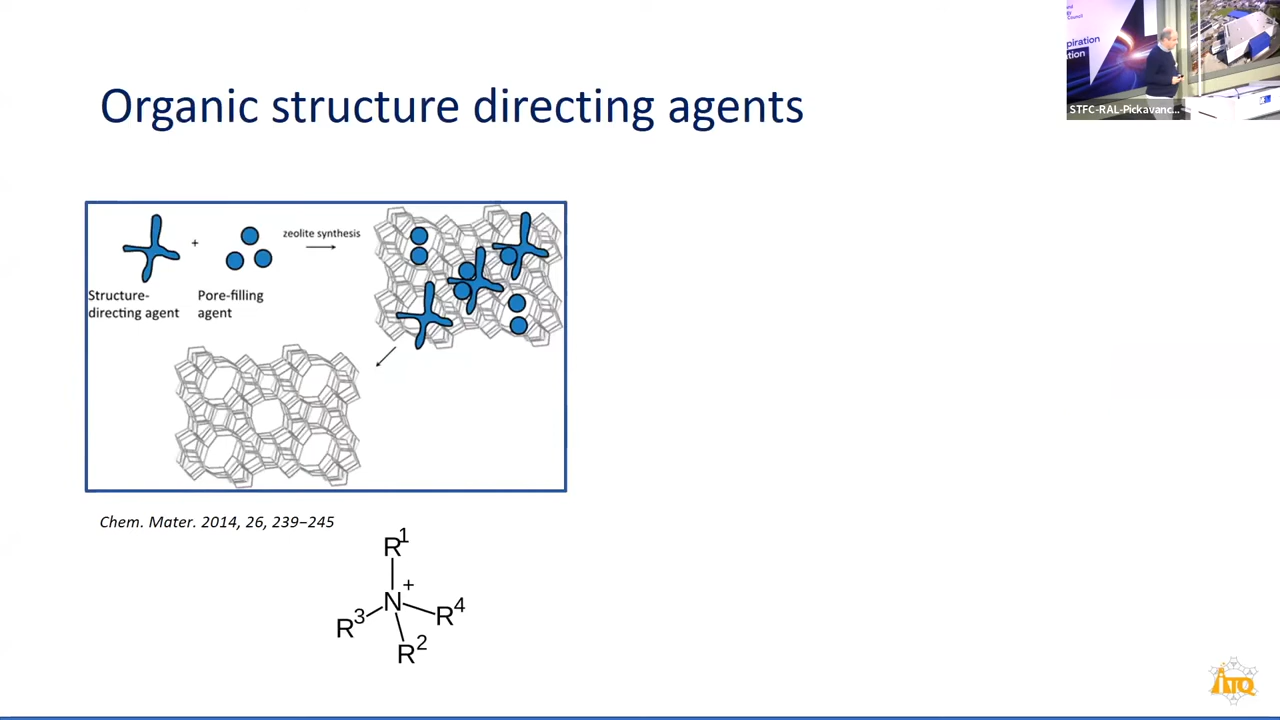 Organic structure directing agents
STFC-RAL-Pickavanc...
+
zeolite synthesis
Structure-
directing agent
Pore-filling
agent
Chem. Mater. 2014, 26, 239−245
R1
+
N
R3
R4
R2
ITQ